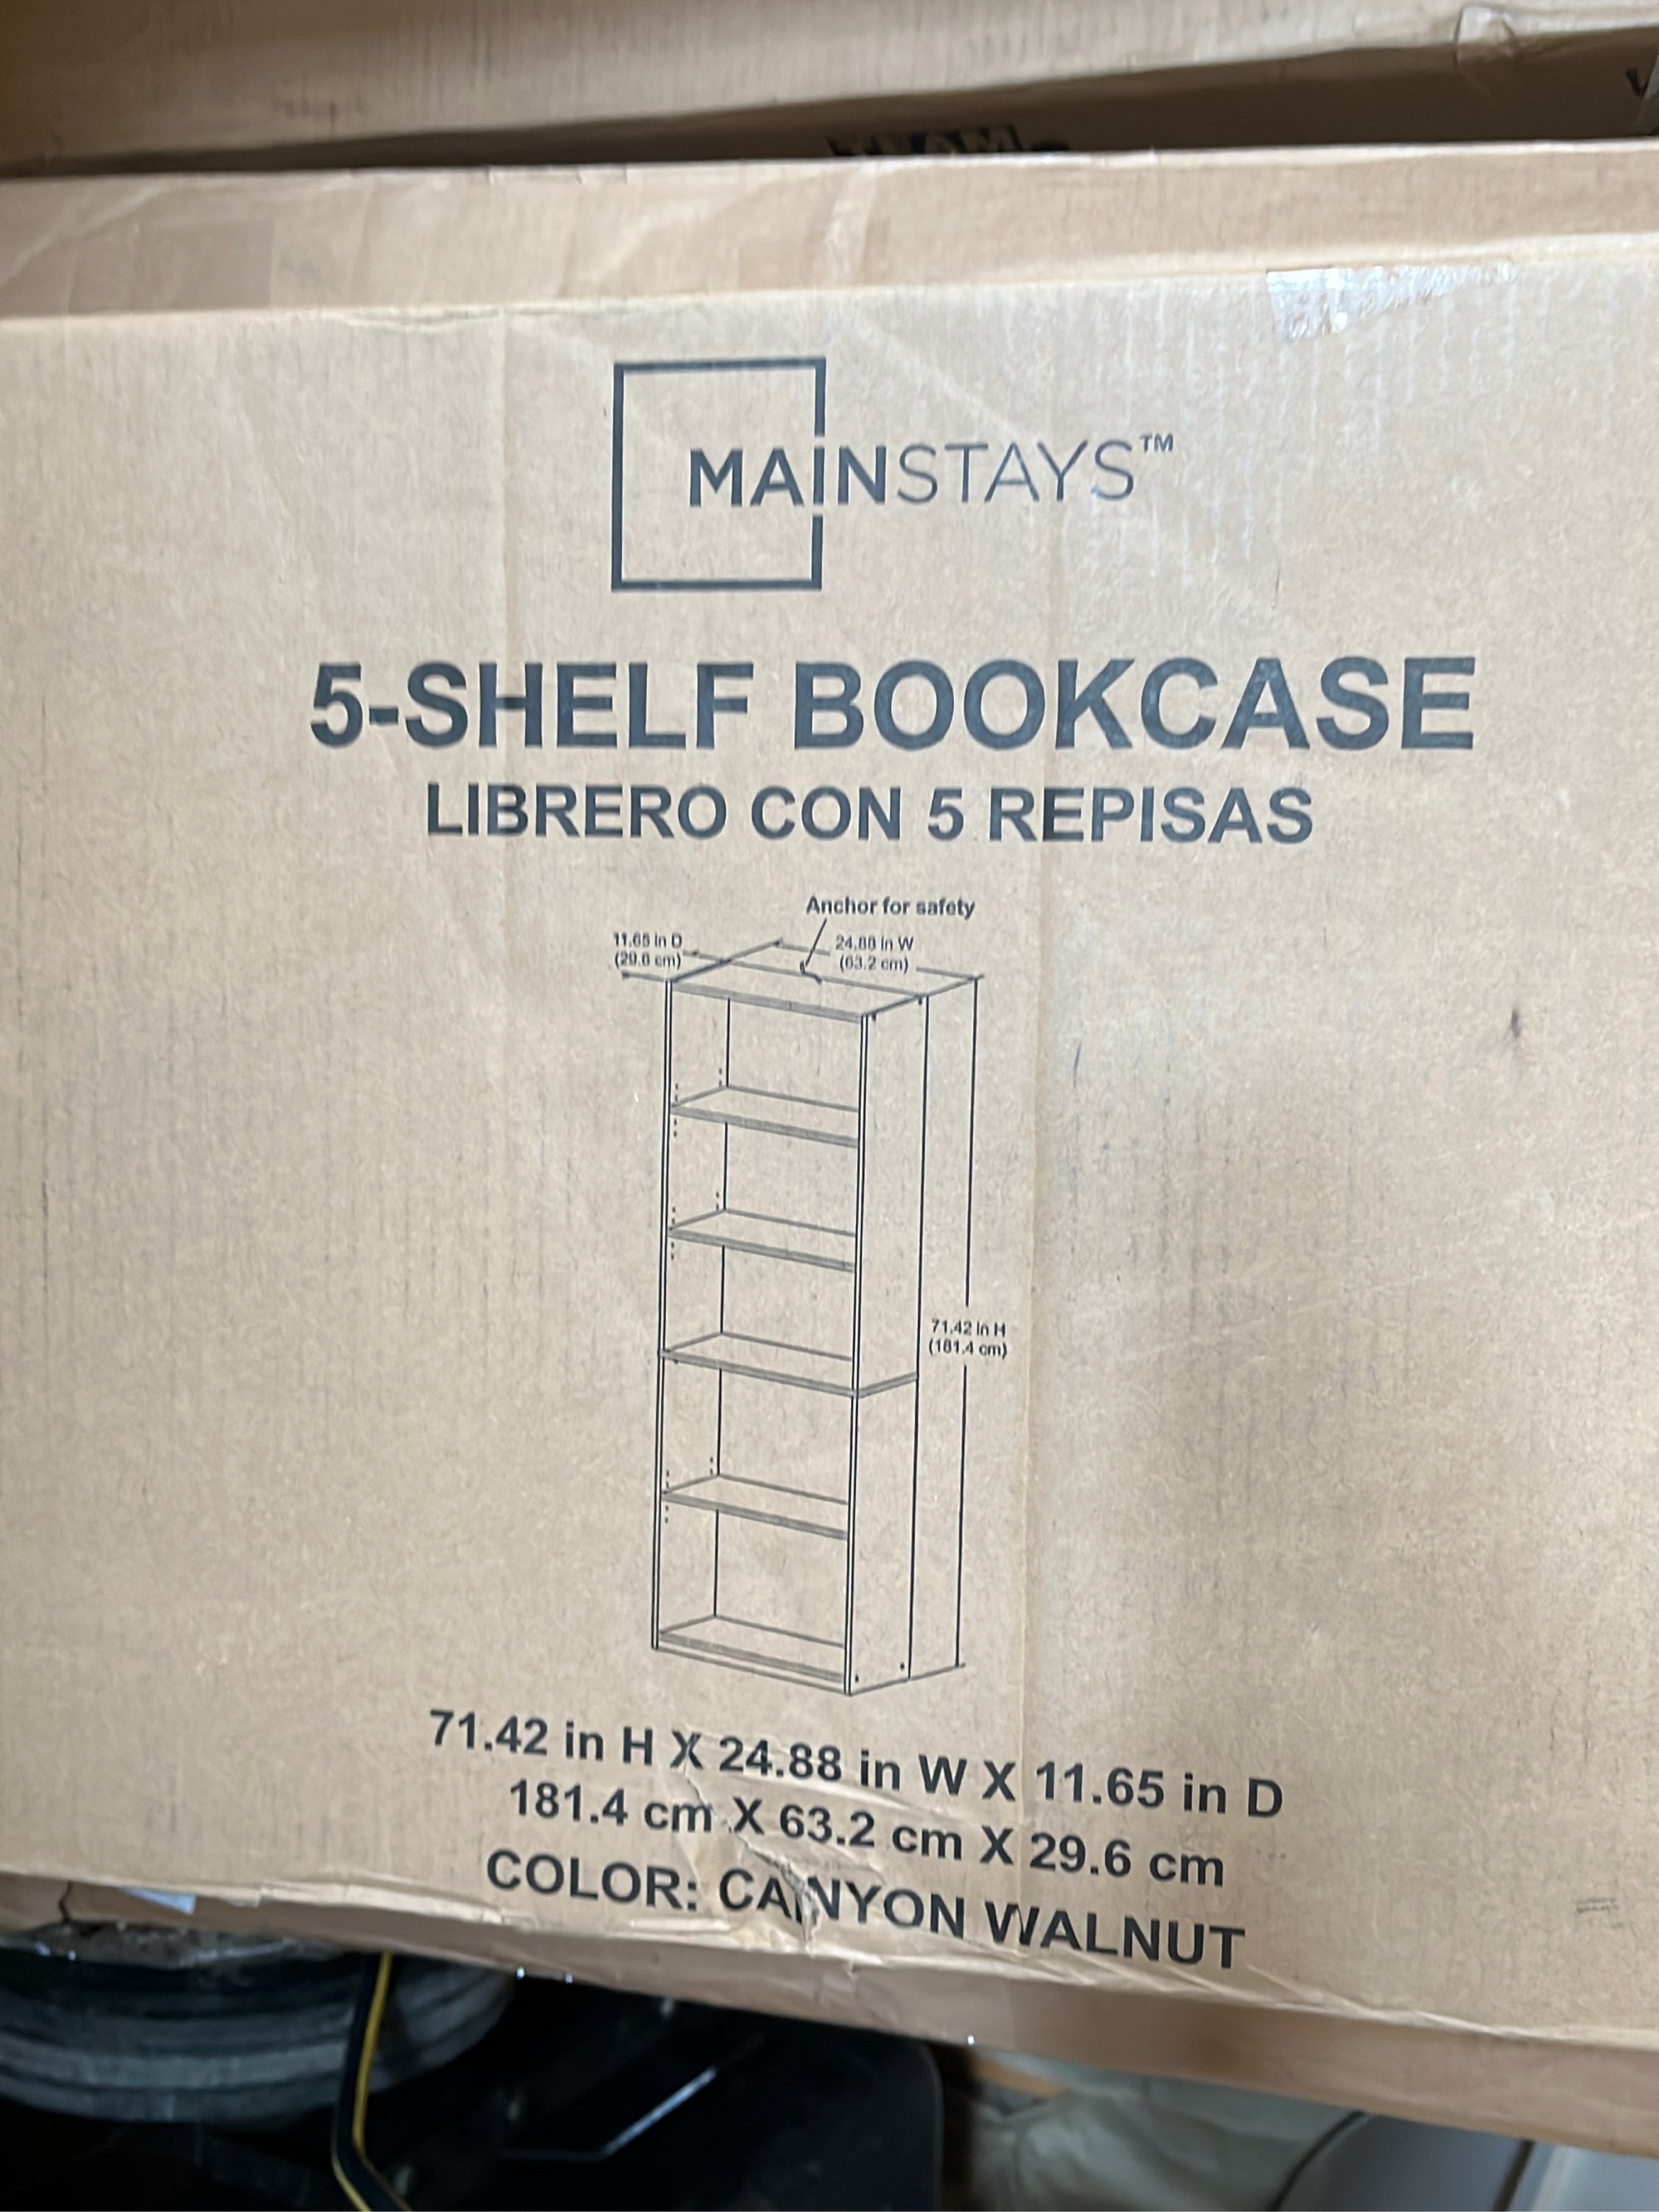 MAINSTAYS™
5-SHELF BOOKCASE
LIBRERO CON 5 REPISAS
Anchor for safety
11.65 in D
(29.6 cm)
24.88 in W
(63.2 cm)
71.42 in H
(181.4 cm)
71.42 in H X 24.88 in W X 11.65 in D
181.4 cm X 63.2 cm X 29.6 cm
COLOR: CANYON WALNUT